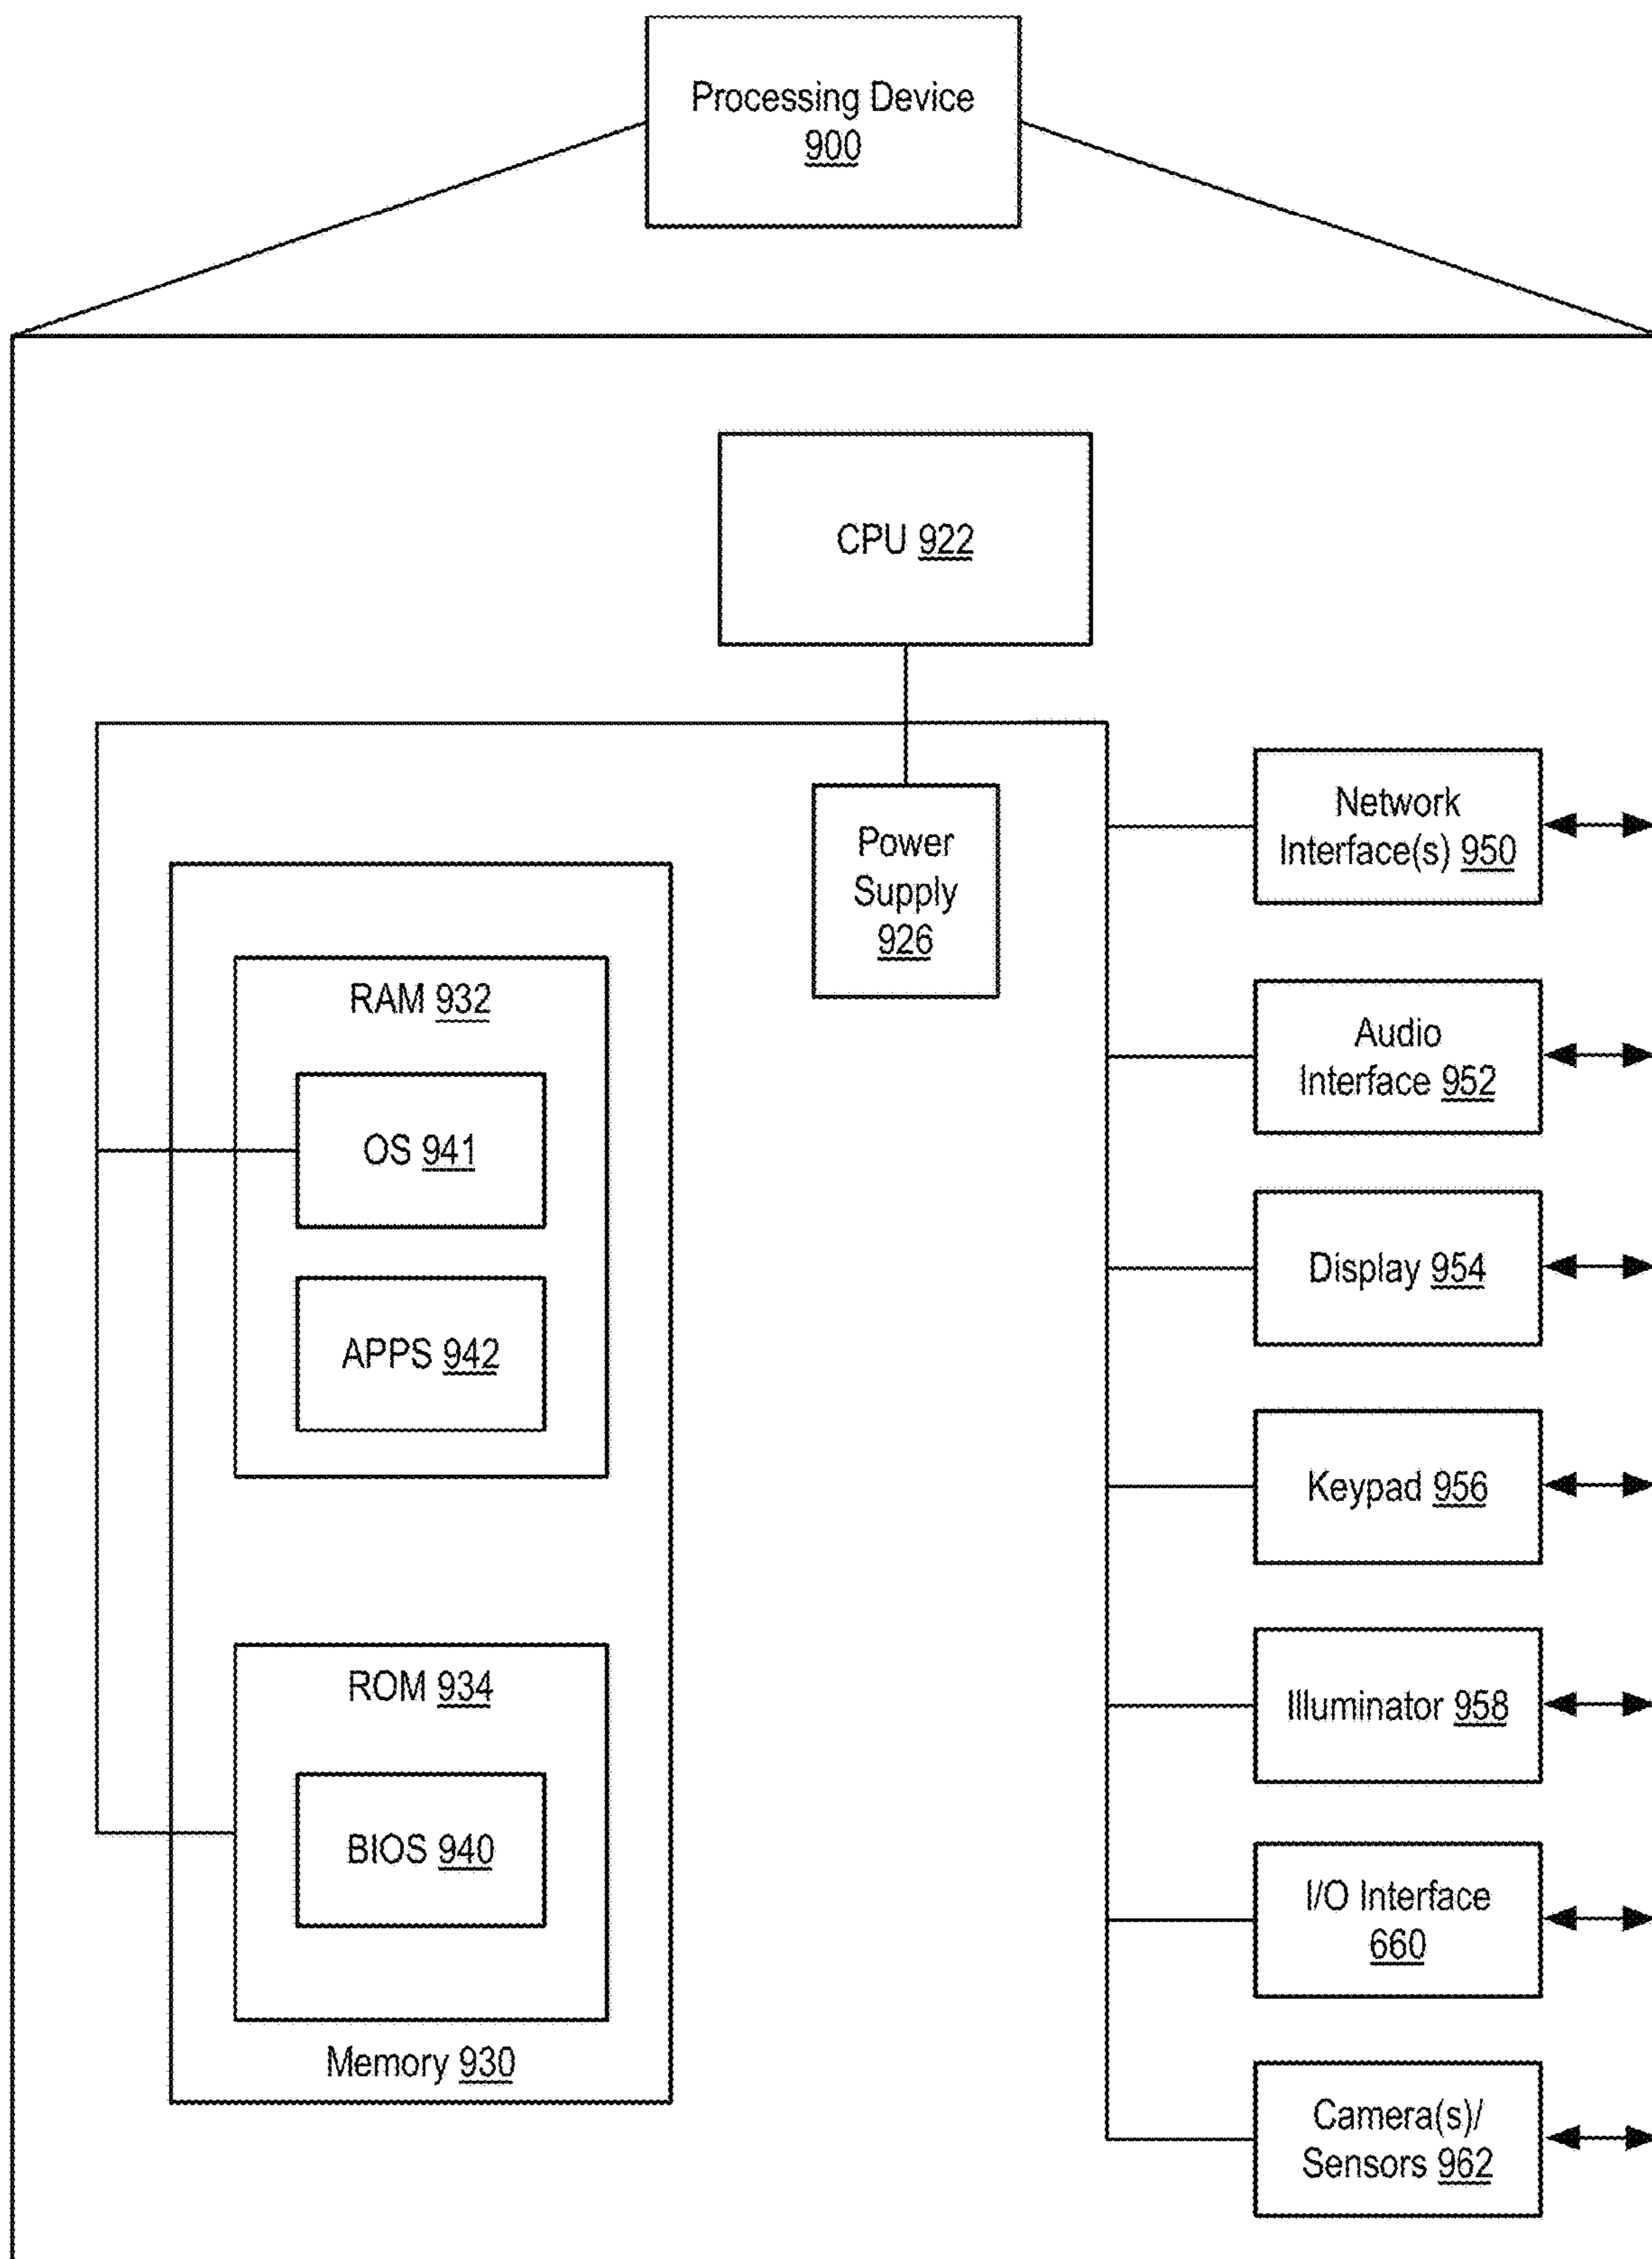 Processing Device
900
CPU 922
Power
Supply
926
Network
Interface(s) 950
RAM 932
Audio
Interface 952
OS 941
Display 954
APPS 942
Keypad 956
ROM 934
Illuminator 958
BIOS 940
I/O Interface
660
Memory 930
Camera(s)/
Sensors 962